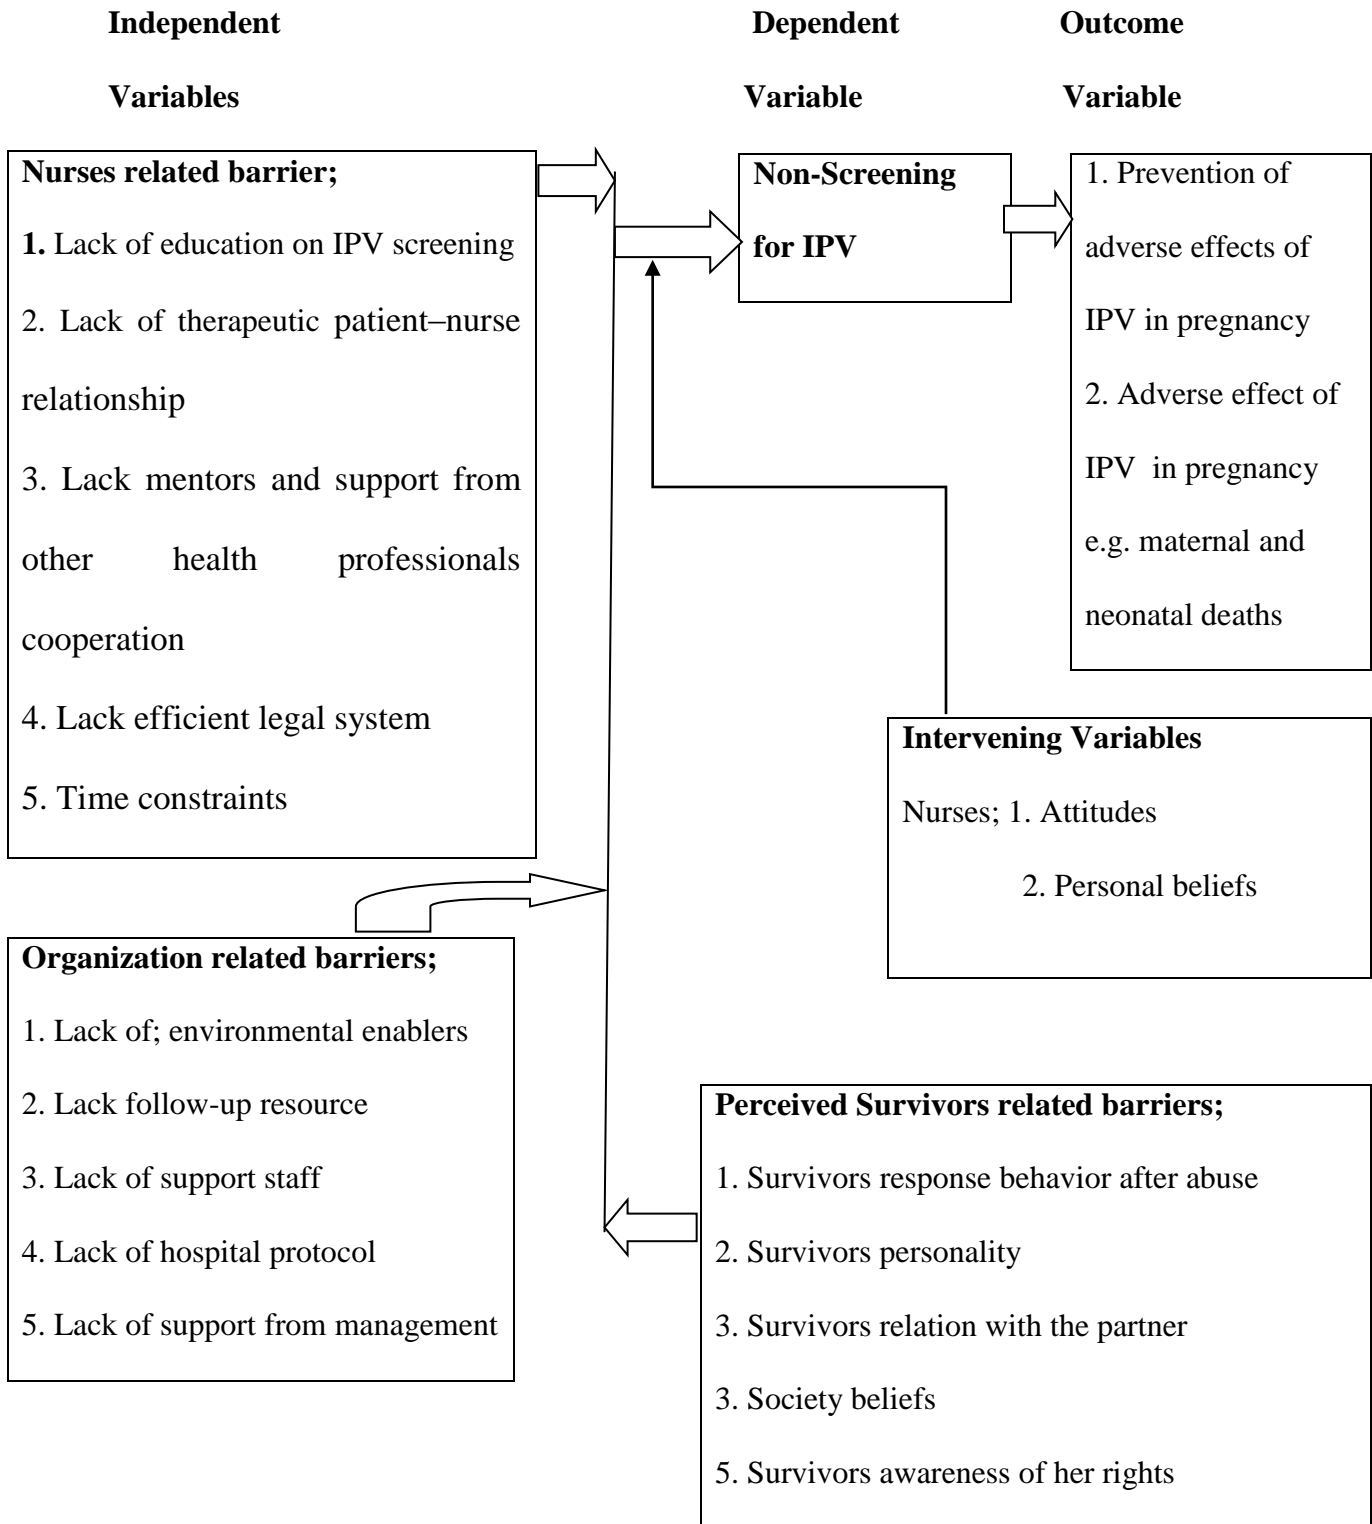 Independent
Variables
Dependent
Variable
Outcome
Variable
Nurses related barrier;
1. Lack of education on IPV screening
2. Lack of therapeutic patient–nurse
relationship
3. Lack mentors and support from
other health professionals
cooperation
4. Lack efficient legal system
5. Time constraints
Non-Screening
for IPV
1. Prevention of
adverse effects of
IPV in pregnancy
2. Adverse effect of
IPV in pregnancy
e.g. maternal and
neonatal deaths
Intervening Variables
Nurses; 1. Attitudes
2. Personal beliefs
Organization related barriers;
1. Lack of; environmental enablers
2. Lack follow-up resource
3. Lack of support staff
4. Lack of hospital protocol
5. Lack of support from management
Perceived Survivors related barriers;
1. Survivors response behavior after abuse
2. Survivors personality
3. Survivors relation with the partner
3. Society beliefs
5. Survivors awareness of her rights